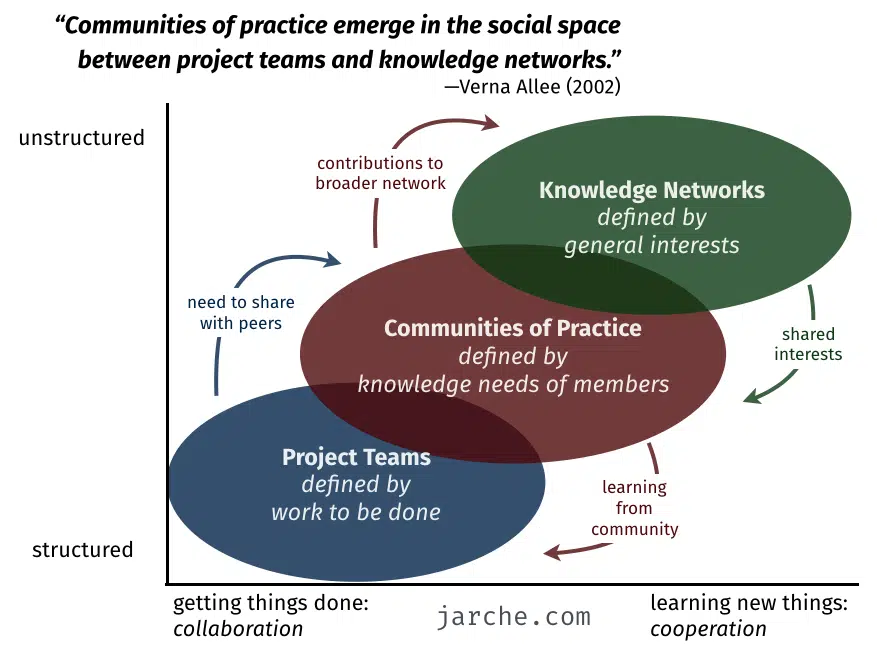 “Communities of practice emerge in the social space
between project teams and knowledge networks.”
—Verna Allee (2002)
unstructured
contributions to
broader network
Knowledge Networks
defined by
general interests
need to share
with peers
Communities of Practice
defined by
knowledge needs of members
shared
interests
Project Teams
defined by
work to be done
learning
from
community
structured
getting things done:
collaboration
jarche.com
learning new things:
cooperation